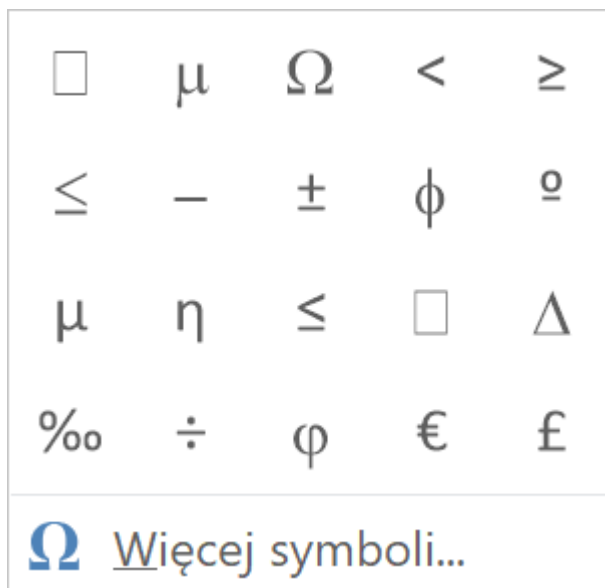 □ μ Ω < ≥
≤ – ± ϕ º
µ η ≤ □ Δ
‰ ÷ φ € £
Ω Więcej symboli...